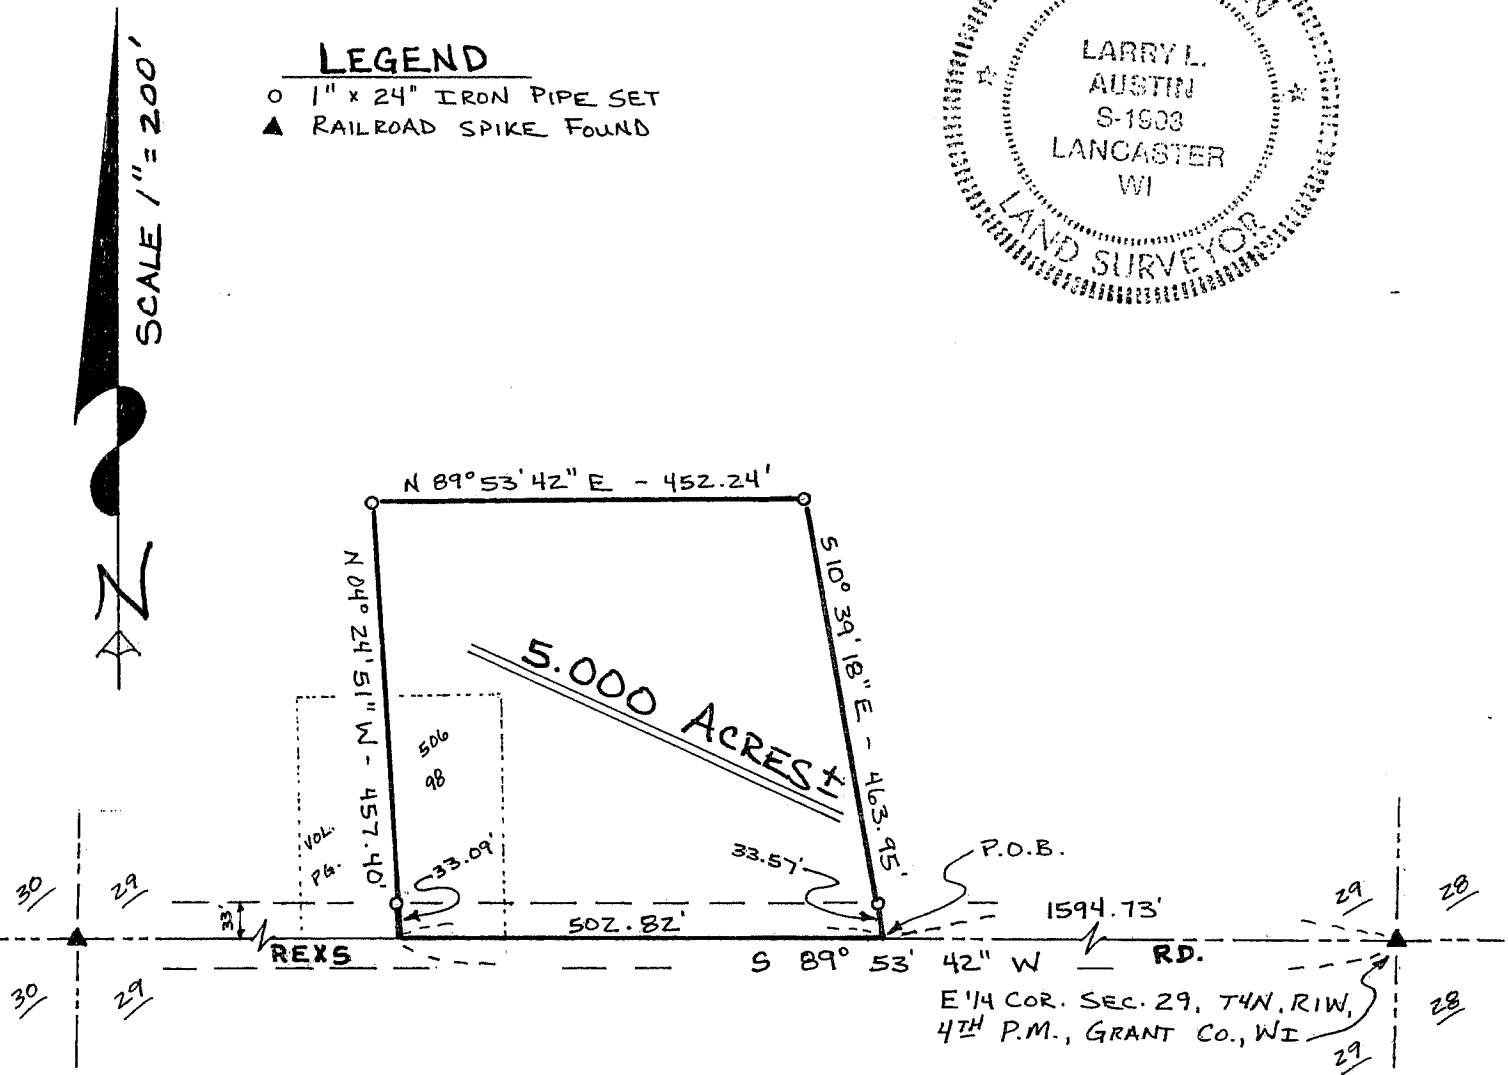 LEGEND
1" x 24" IRON PIPE SET
RAILROAD SPIKE FOUND
SCALE 1" = 200'
LARRY L.
AUSTIN
S-1903
LANCASTER
WI
LAND SURVEYOR
N
N 89° 53' 42" E - 452.24'
N 04° 24' 51" W - 457.40'
S 10° 39' 18" E - 463.95'
5.000 ACRES ±
506
98
VOL.
PG.
33.09'
33.57'
P.O.B.
30 29
33'
502.82'
1594.73'
29 28
REXS RD.
S 89° 53' 42" W
30 29
E 1/4 COR. SEC. 29, T4N, R1W,
4TH P.M., GRANT CO., WI
28
29